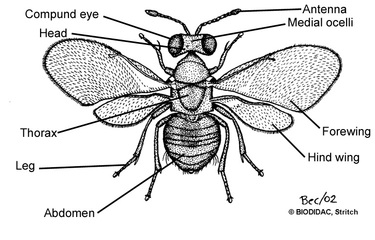 Compund eye
Antenna
Medial ocelli
Head
Thorax
Forewing
Leg
Hind wing
Abdomen
Bec/02
© BIODIDAC, Stritch